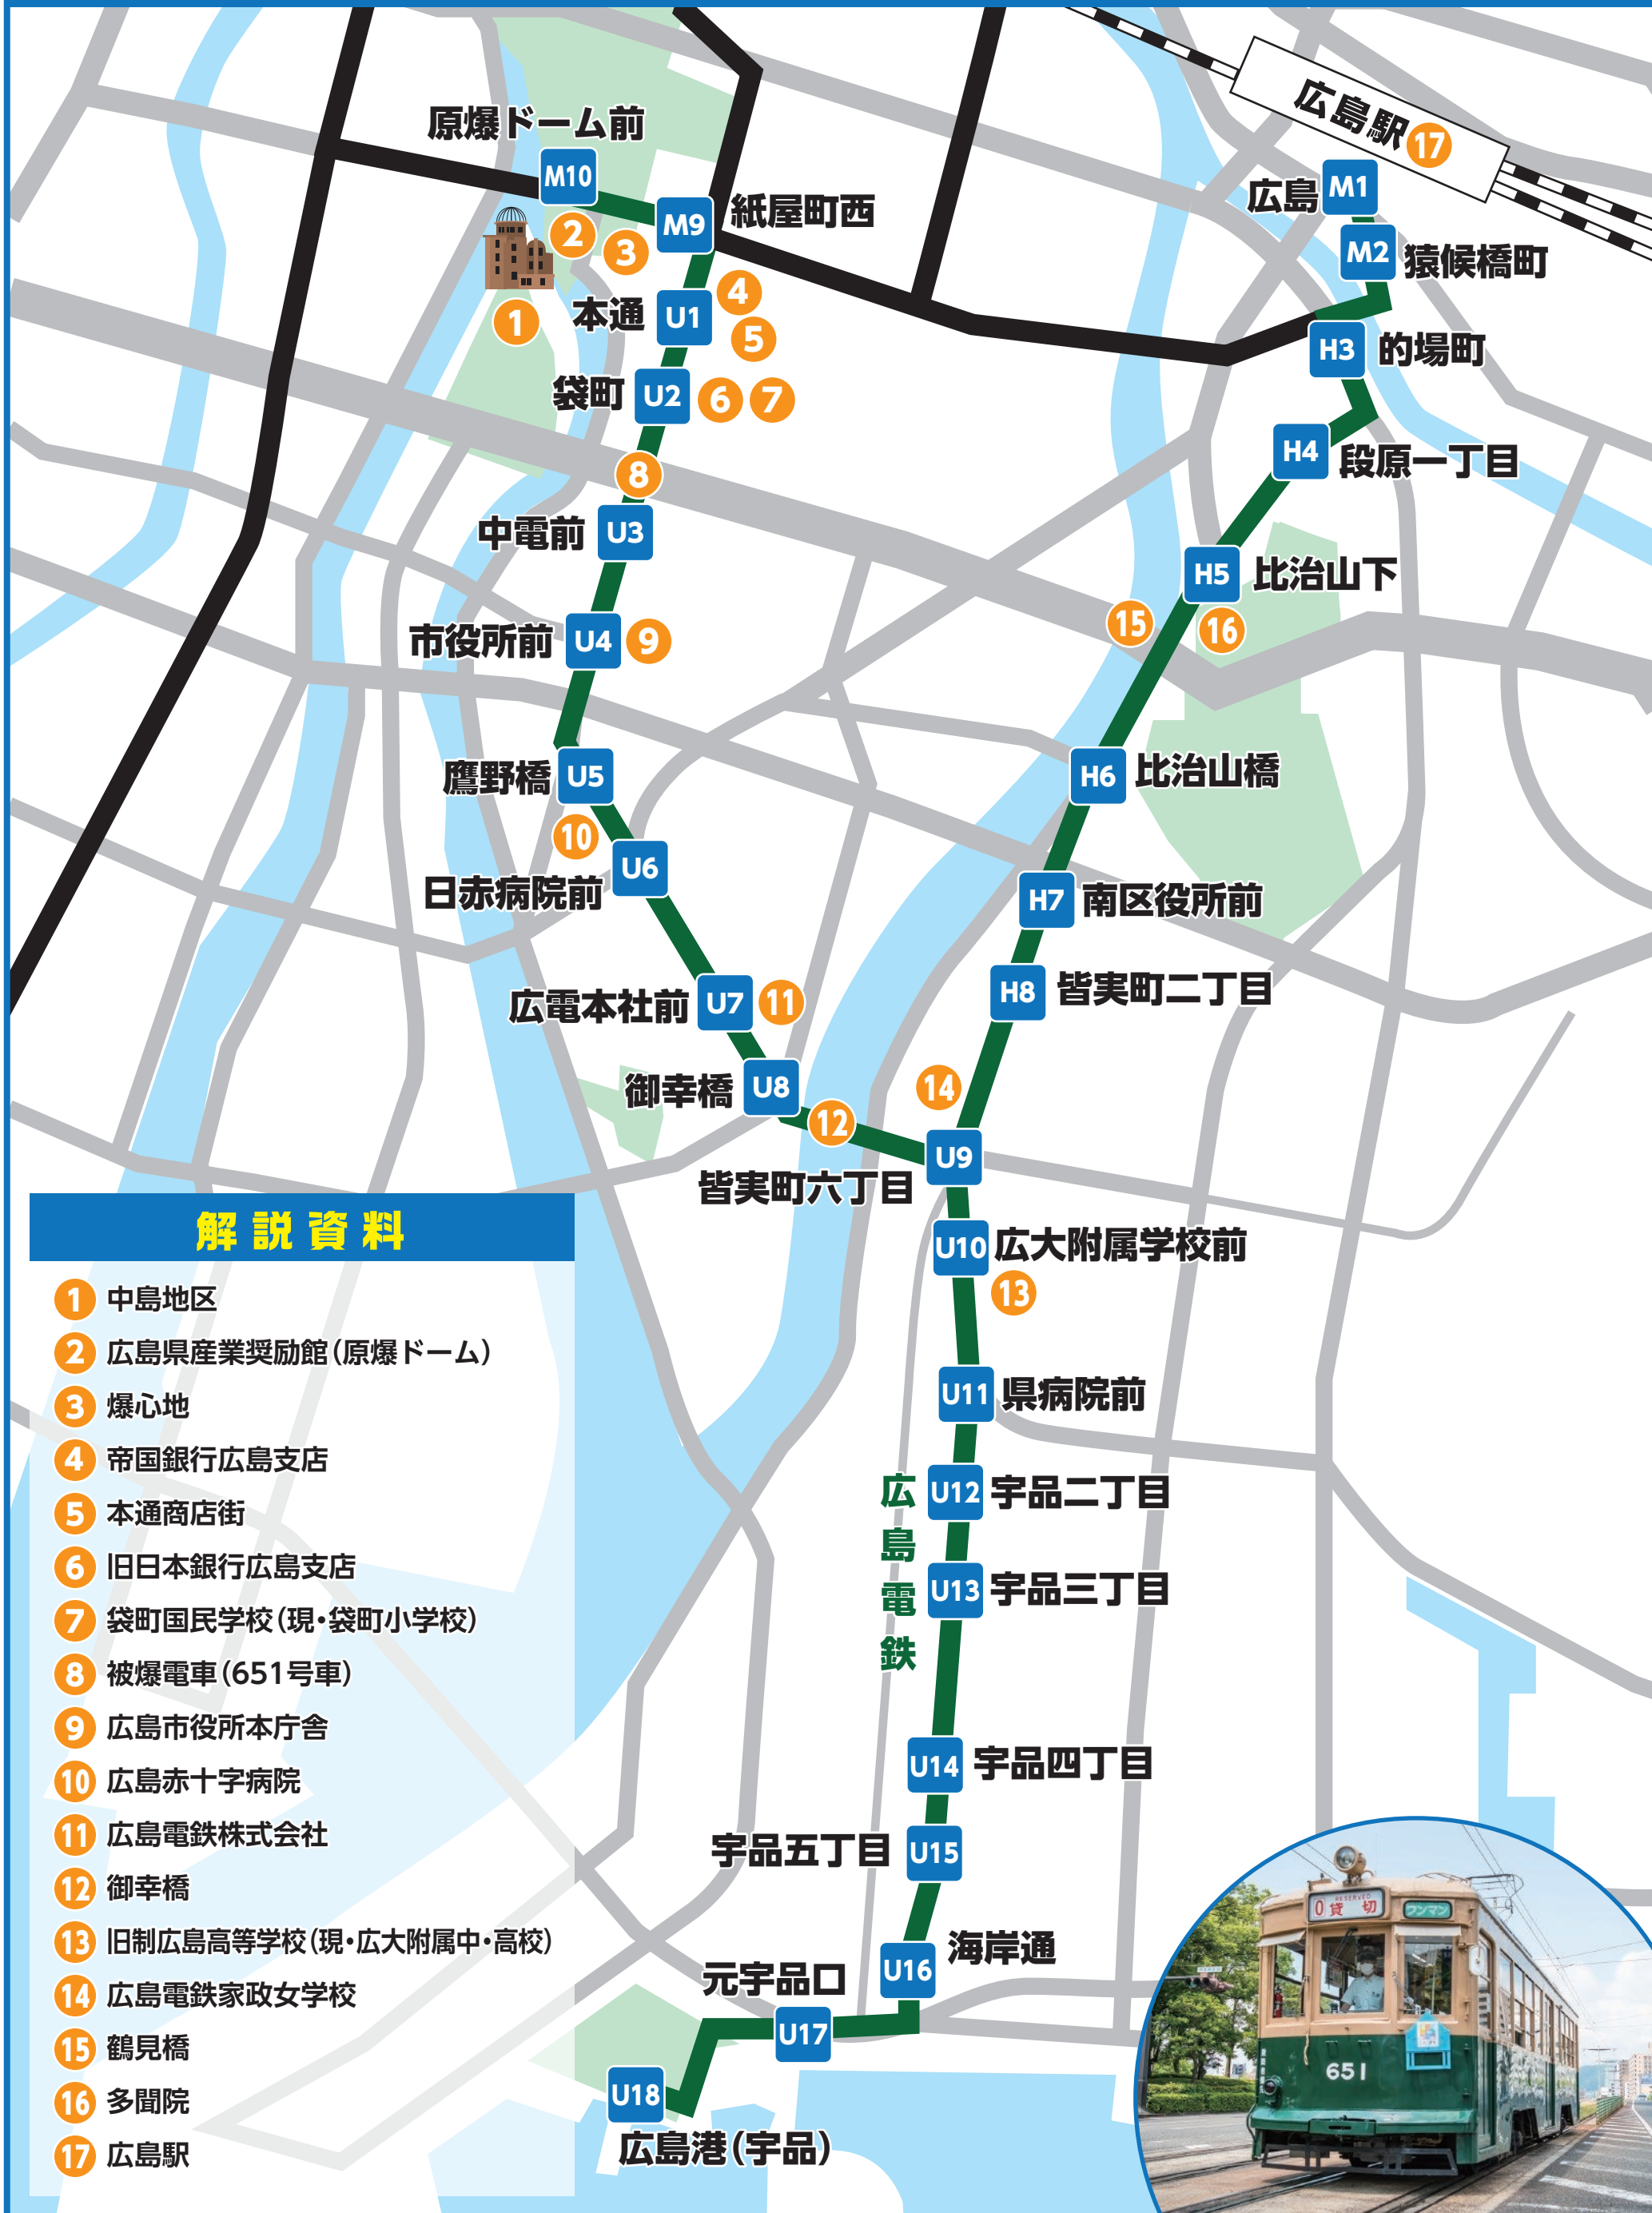 広島駅 17
原爆ドーム前
M10
2
3
1
M9 紙屋町西
広島 M1
M2 猿候橋町
本通 U1
4
5
H3 的場町
袋町 U2 6 7
H4 段原一丁目
8
中電前 U3
H5 比治山下
15
16
市役所前 U4 9
鷹野橋 U5
10
H6 比治山橋
U6
日赤病院前
H7 南区役所前
広電本社前 U7 11
H8 皆実町二丁目
御幸橋 U8
12
14
U9
皆実町六丁目
U10 広大附属学校前
13
U11 県病院前
広島電鉄
U12 宇品二丁目
U13 宇品三丁目
U14 宇品四丁目
宇品五丁目 U15
U16 海岸通
元宇品口
U17
U18
広島港(宇品)
解説資料
1 中島地区
2 広島県産業奨励館(原爆ドーム)
3 爆心地
4 帝国銀行広島支店
5 本通商店街
6 旧日本銀行広島支店
7 袋町国民学校(現・袋町小学校)
8 被爆電車(651号車)
9 広島市役所本庁舎
10 広島赤十字病院
11 広島電鉄株式会社
12 御幸橋
13 旧制広島高等学校(現・広大附属中・高校)
14 広島電鉄家政女学校
15 鶴見橋
16 多聞院
17 広島駅
RESERVED
0 貸切
ワンマン
651